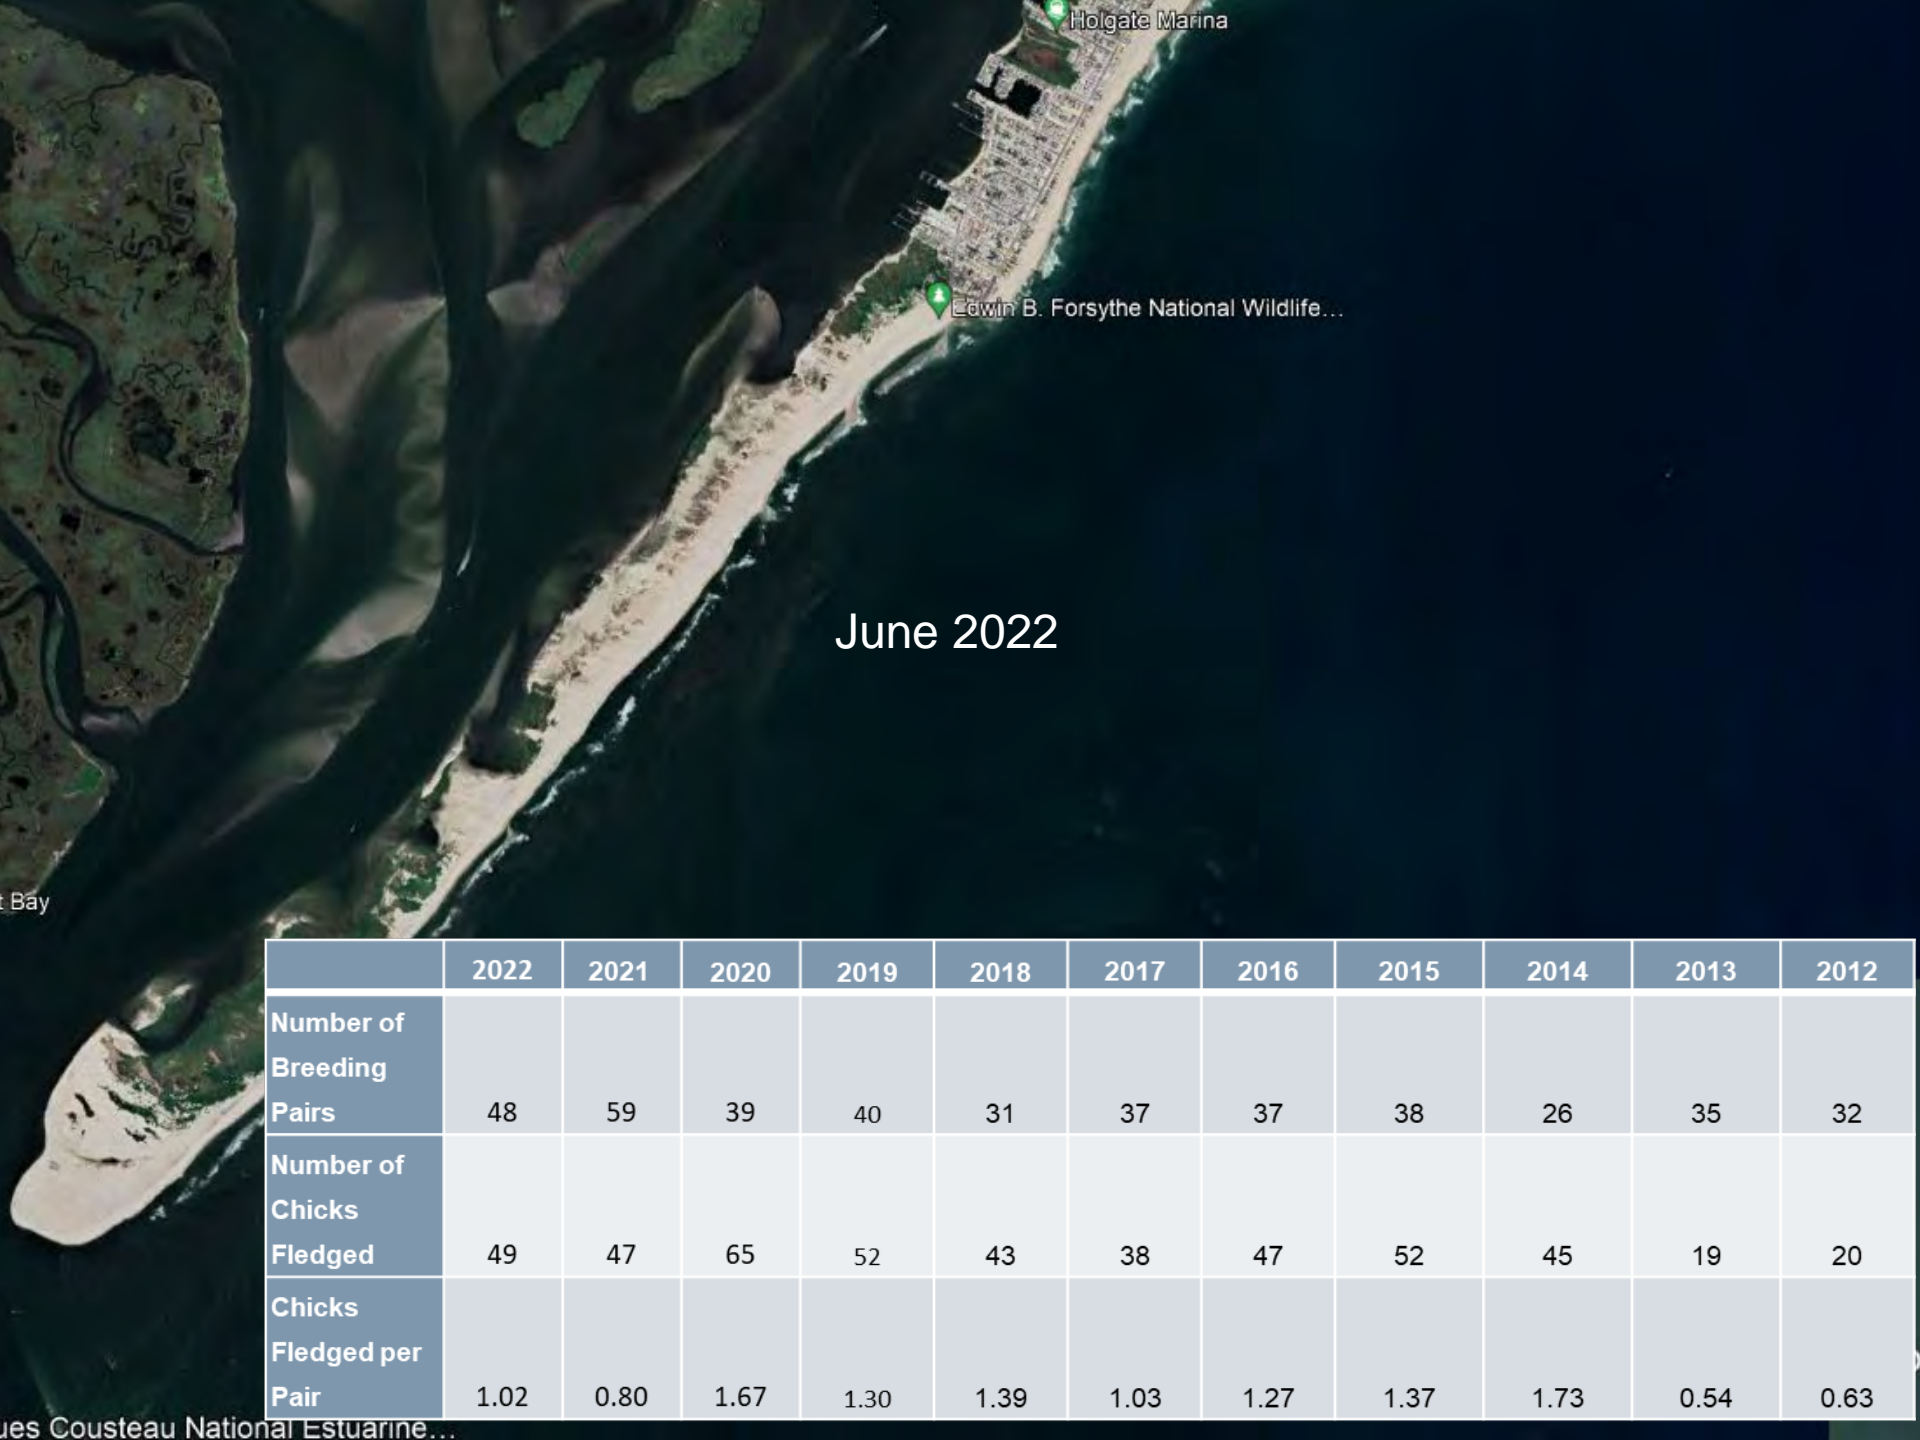 Holgate Marina
Edwin B. Forsythe National Wildlife…
June 2022
t Bay
2022 2021 2020 2019 2018 2017 2016 2015 2014 2013 2012
Number of
Breeding
Pairs 48 59 39 40 31 37 37 38 26 35 32
Number of
Chicks
Fledged 49 47 65 52 43 38 47 52 45 19 20
Chicks
Fledged per
Pair 1.02 0.80 1.67 1.30 1.39 1.03 1.27 1.37 1.73 0.54 0.63
ues Cousteau National Estuarine…